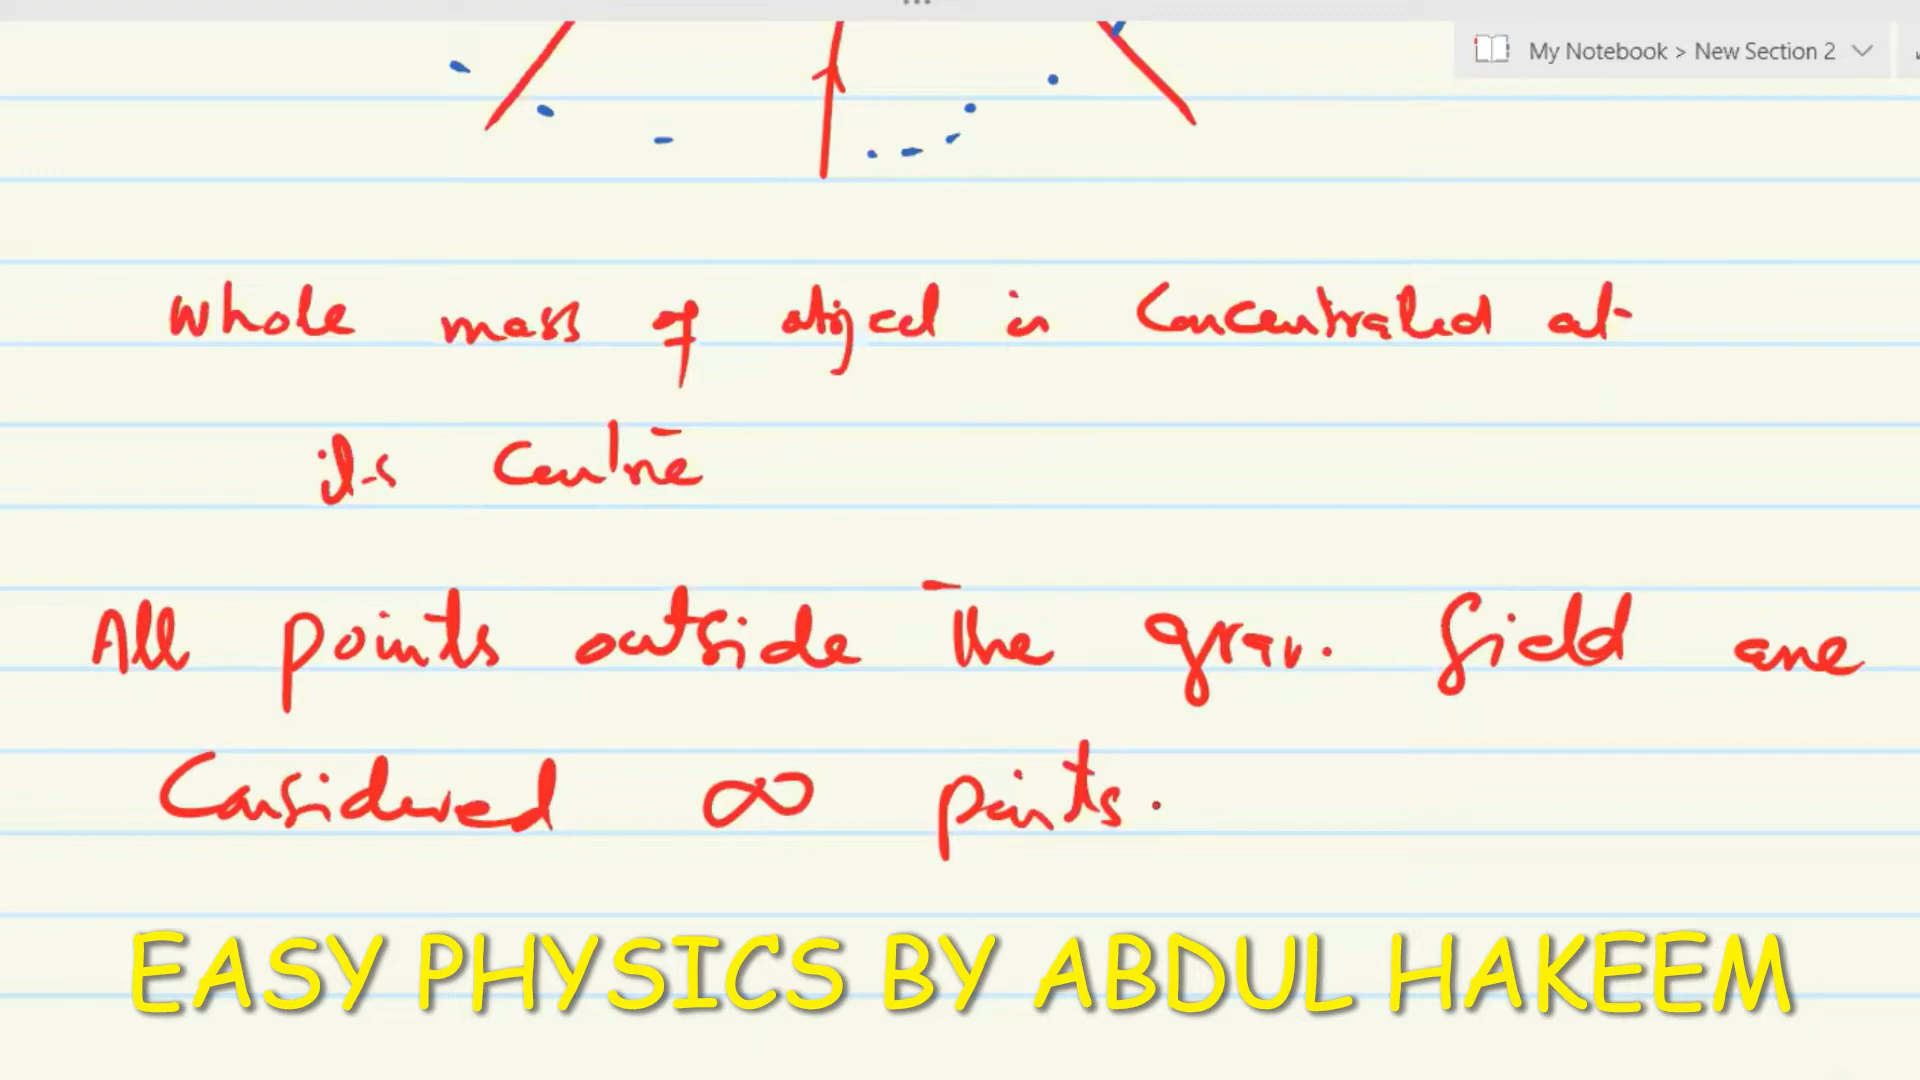 My Notebook > New Section 2
Whole mass of object is Concentrated at
its Centre
All points outside the grav. field are
Considered ∞ points.
EASY PHYSICS BY ABDUL HAKEEM